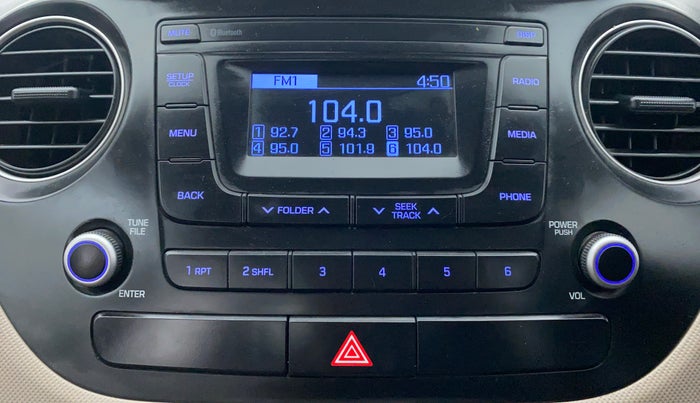 MUTE
Bluetooth
SETUP
CLOCK
RADIO
FM1 4:50
104.0
1 92.7 2 94.3 3 95.0
4 95.0 5 101.9 6 104.0
MENU
MEDIA
BACK
PHONE
FOLDER
SEEK
TRACK
TUNE
FILE
POWER
PUSH
1 RPT 2 SHFL 3 4 5 6
ENTER
VOL